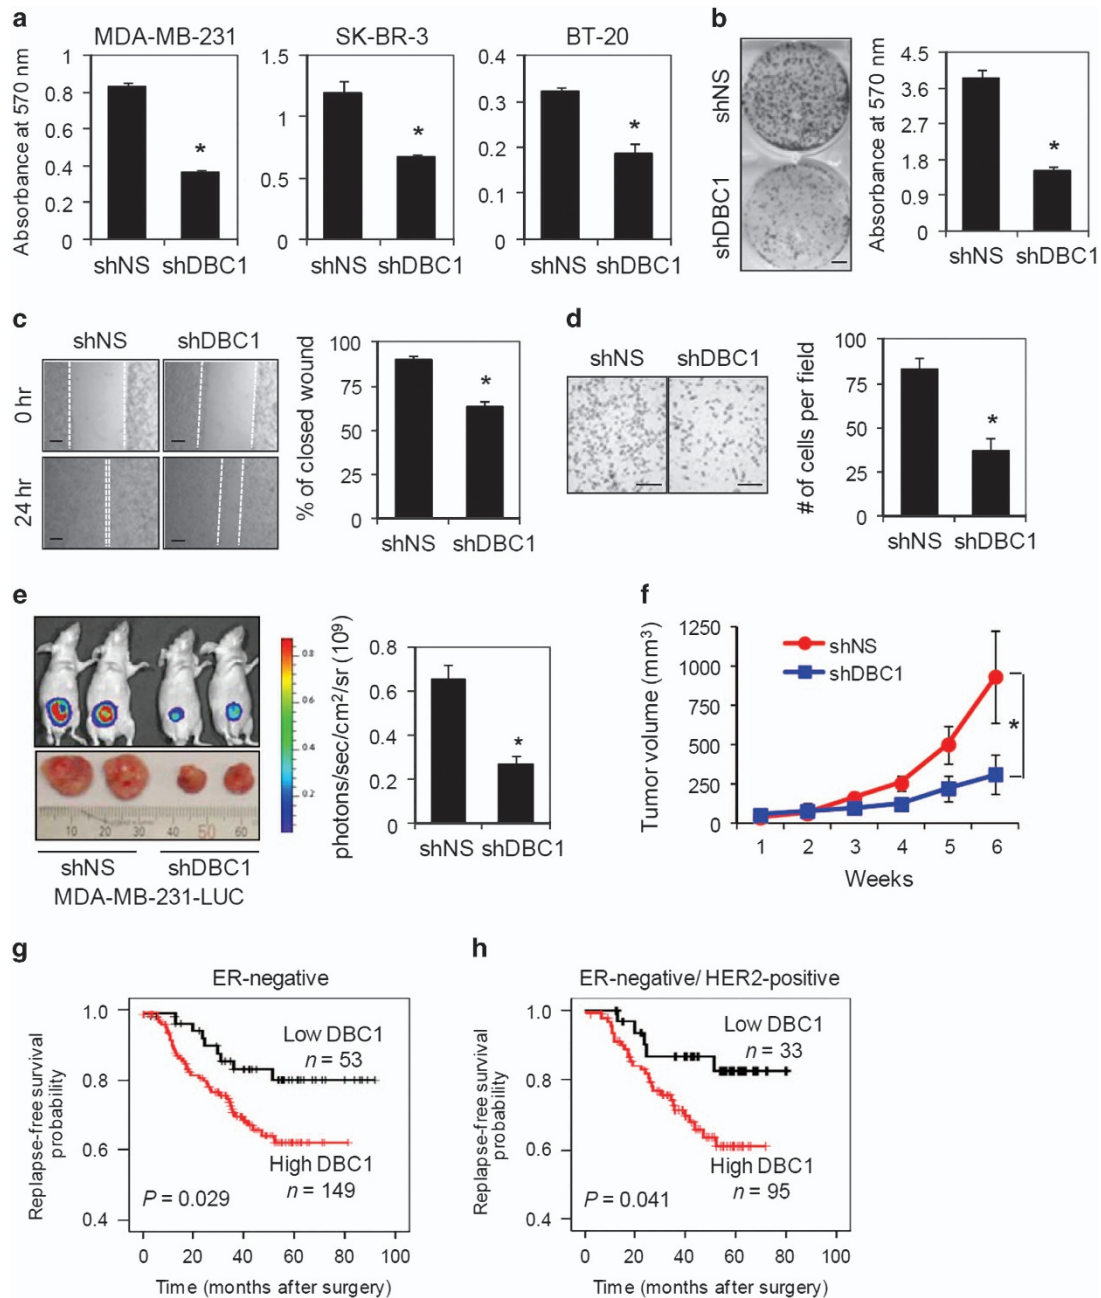 a
MDA-MB-231
SK-BR-3
BT-20
Absorbance at 570 nm
1
0.8
0.6
0.4
0.2
0
*
shNS shDBC1
1.5
1
0.5
0
*
shNS shDBC1
0.4
0.3
0.2
0.1
0
*
shNS shDBC1
b
shNS
shDBC1
Absorbance at 570 nm
4.5
3.6
2.7
1.8
.9
0
*
shNS shDBC1
c
shNS shDBC1
0 hr
24 hr
% of closed wound
100
75
50
25
0
*
shNS shDBC1
d
shNS shDBC1
# of cells per field
100
75
50
25
0
*
shNS shDBC1
e
10 20 30 40 50 60
shNS shDBC1
MDA-MB-231-LUC
0.8
0.6
0.4
0.2
photons/sec/cm²/sr (10⁹)
0.8
0.6
0.4
0.2
0
*
shNS shDBC1
f
Tumor volume (mm³)
1250
1000
750
500
250
0
shNS
shDBC1
*
1 2 3 4 5 6
Weeks
g
ER-negative
Replapse-free survival
probability
1.0
0.8
0.6
0.4
Low DBC1
n = 53
High DBC1
n = 149
P = 0.029
0 20 40 60 80 100
Time (months after surgery)
h
ER-negative/ HER2-positive
Replapse-free survival
probability
1.0
0.8
0.6
0.4
Low DBC1
n = 33
High DBC1
n = 95
P = 0.041
0 20 40 60 80 100
Time (months after surgery)